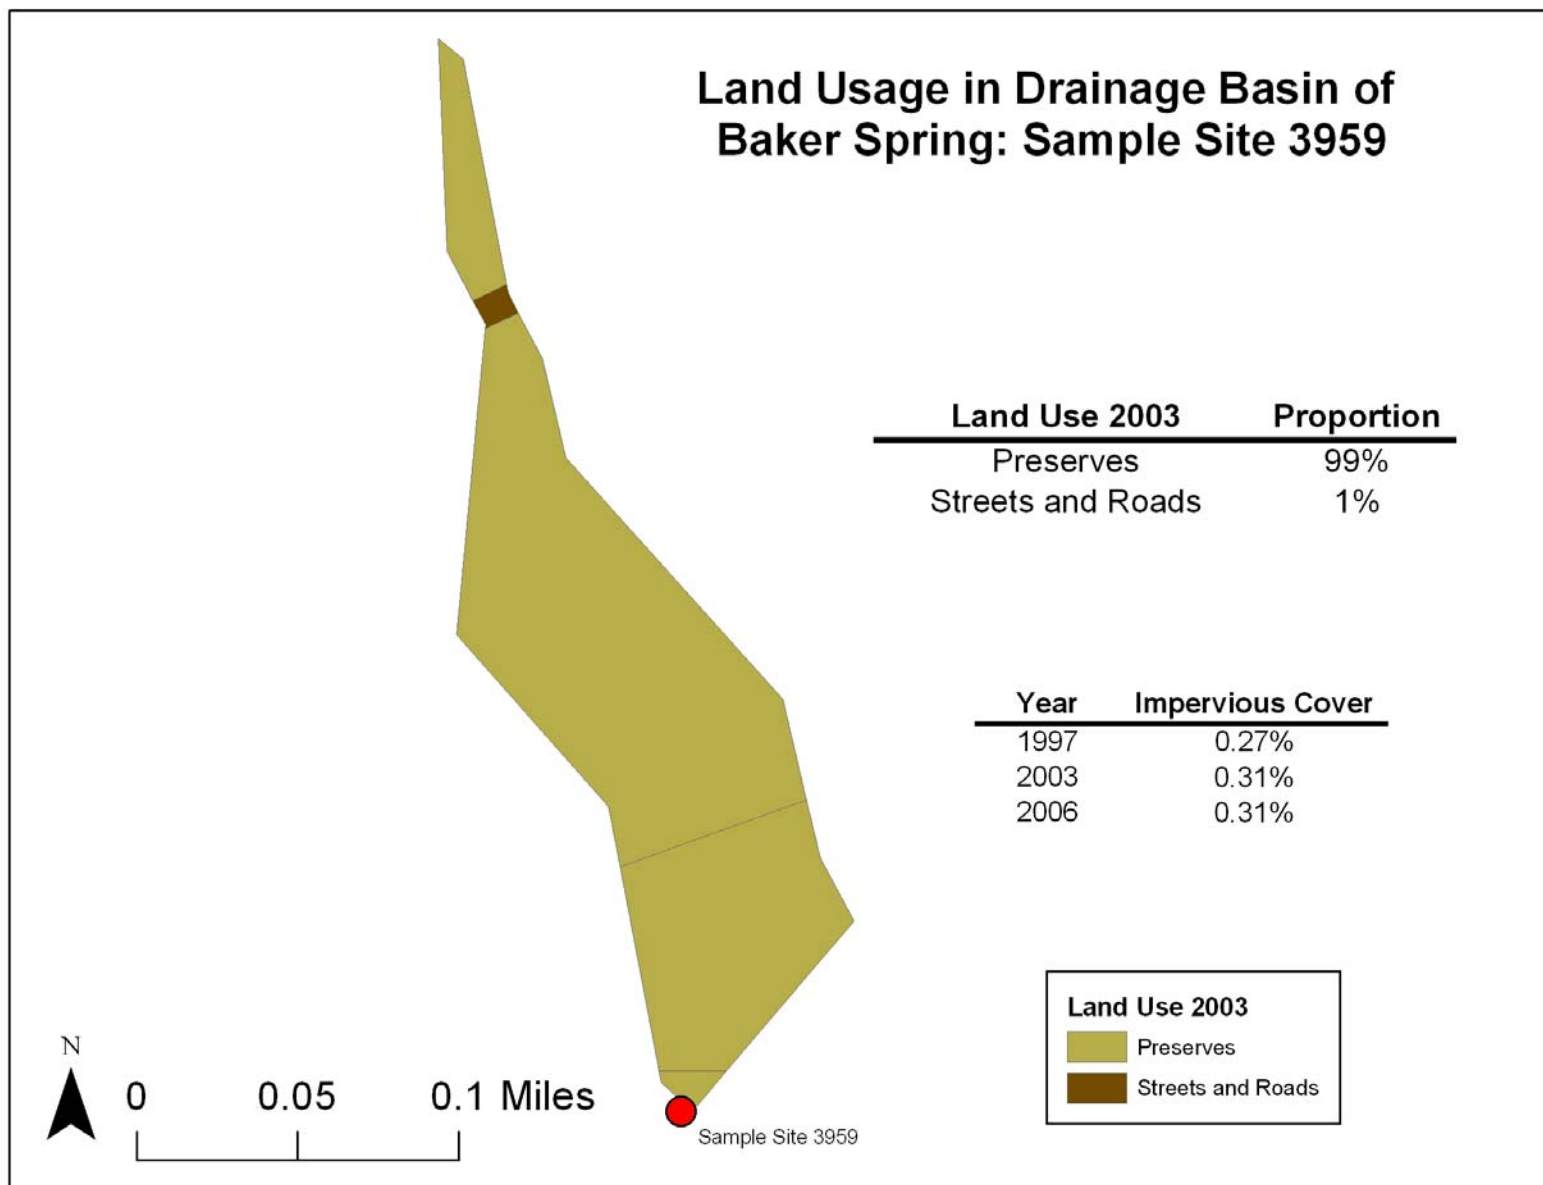 Land Usage in Drainage Basin of
Baker Spring: Sample Site 3959
Land Use 2003 Proportion
Preserves 99%
Streets and Roads 1%
Year Impervious Cover
1997 0.27%
2003 0.31%
2006 0.31%
Land Use 2003
Preserves
Streets and Roads
N
0 0.05 0.1 Miles
Sample Site 3959